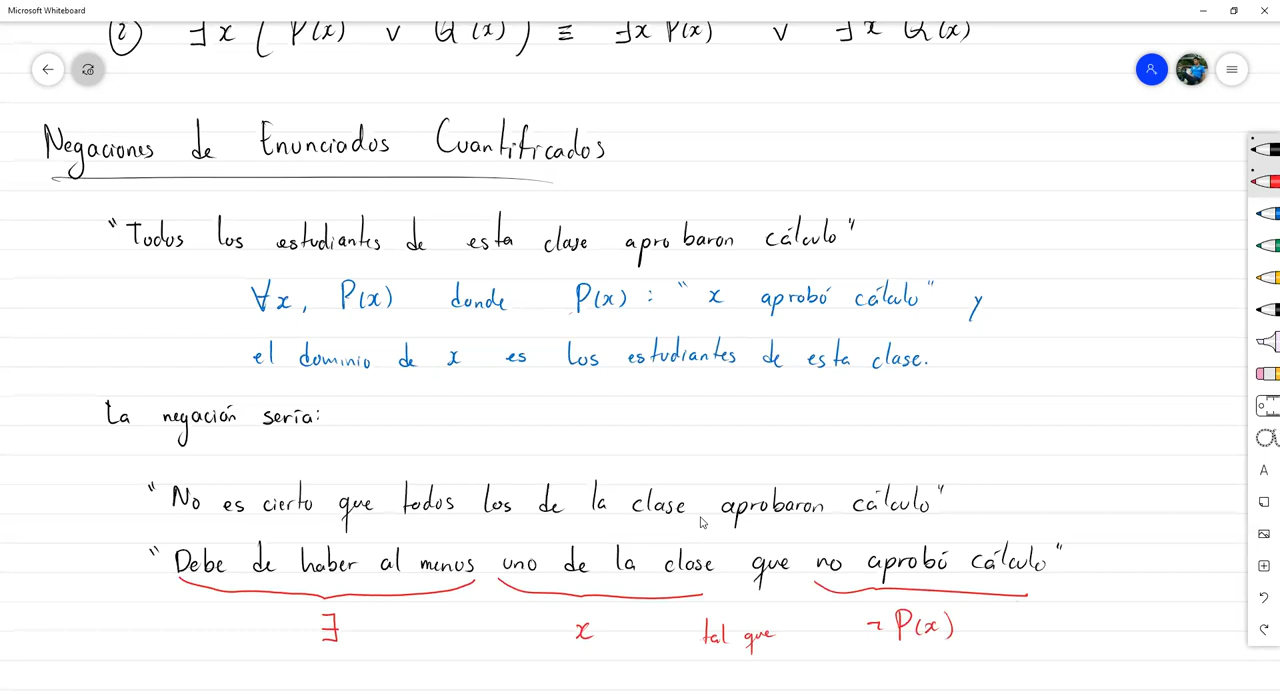 Microsoft Whiteboard
② ∃x (P(x) ∨ Q(x)) ≡ ∃x P(x) ∨ ∃x Q(x)
Negaciones de Enunciados Cuantificados
"Todos los estudiantes de esta clase aprobaron cálculo"
∀x, P(x) donde P(x) : "x aprobó cálculo" y
el dominio de x es los estudiantes de esta clase.
La negación sería:
"No es cierto que todos los de la clase aprobaron cálculo"
"Debe de haber al menos uno de la clase que no aprobó cálculo"
∃ x tal que ¬P(x)